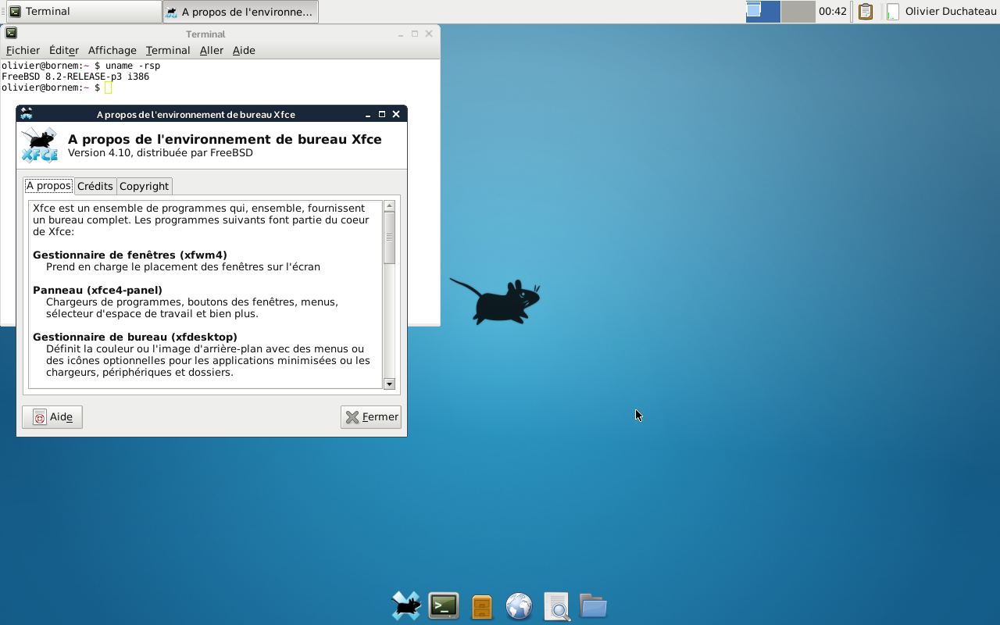 Terminal
A propos de l'environne...
00:42
Olivier Duchateau
Terminal
Fichier Éditer Affichage Terminal Aller Aide
olivier@bornem:~ $ uname -rsp
FreeBSD 8.2-RELEASE-p3 i386
olivier@bornem:~ $
A propos de l'environnement de bureau Xfce
XFCE
A propos de l'environnement de bureau Xfce
Version 4.10, distribuée par FreeBSD
A propos Crédits Copyright
Xfce est un ensemble de programmes qui, ensemble, fournissent
un bureau complet. Les programmes suivants font partie du coeur
de Xfce:
Gestionnaire de fenêtres (xfwm4)
Prend en charge le placement des fenêtres sur l'écran
Panneau (xfce4-panel)
Chargeurs de programmes, boutons des fenêtres, menus,
sélecteur d'espace de travail et bien plus.
Gestionnaire de bureau (xfdesktop)
Définit la couleur ou l'image d'arrière-plan avec des menus ou
des icônes optionnelles pour les applications minimisées ou les
chargeurs, périphériques et dossiers.
Aide
Fermer